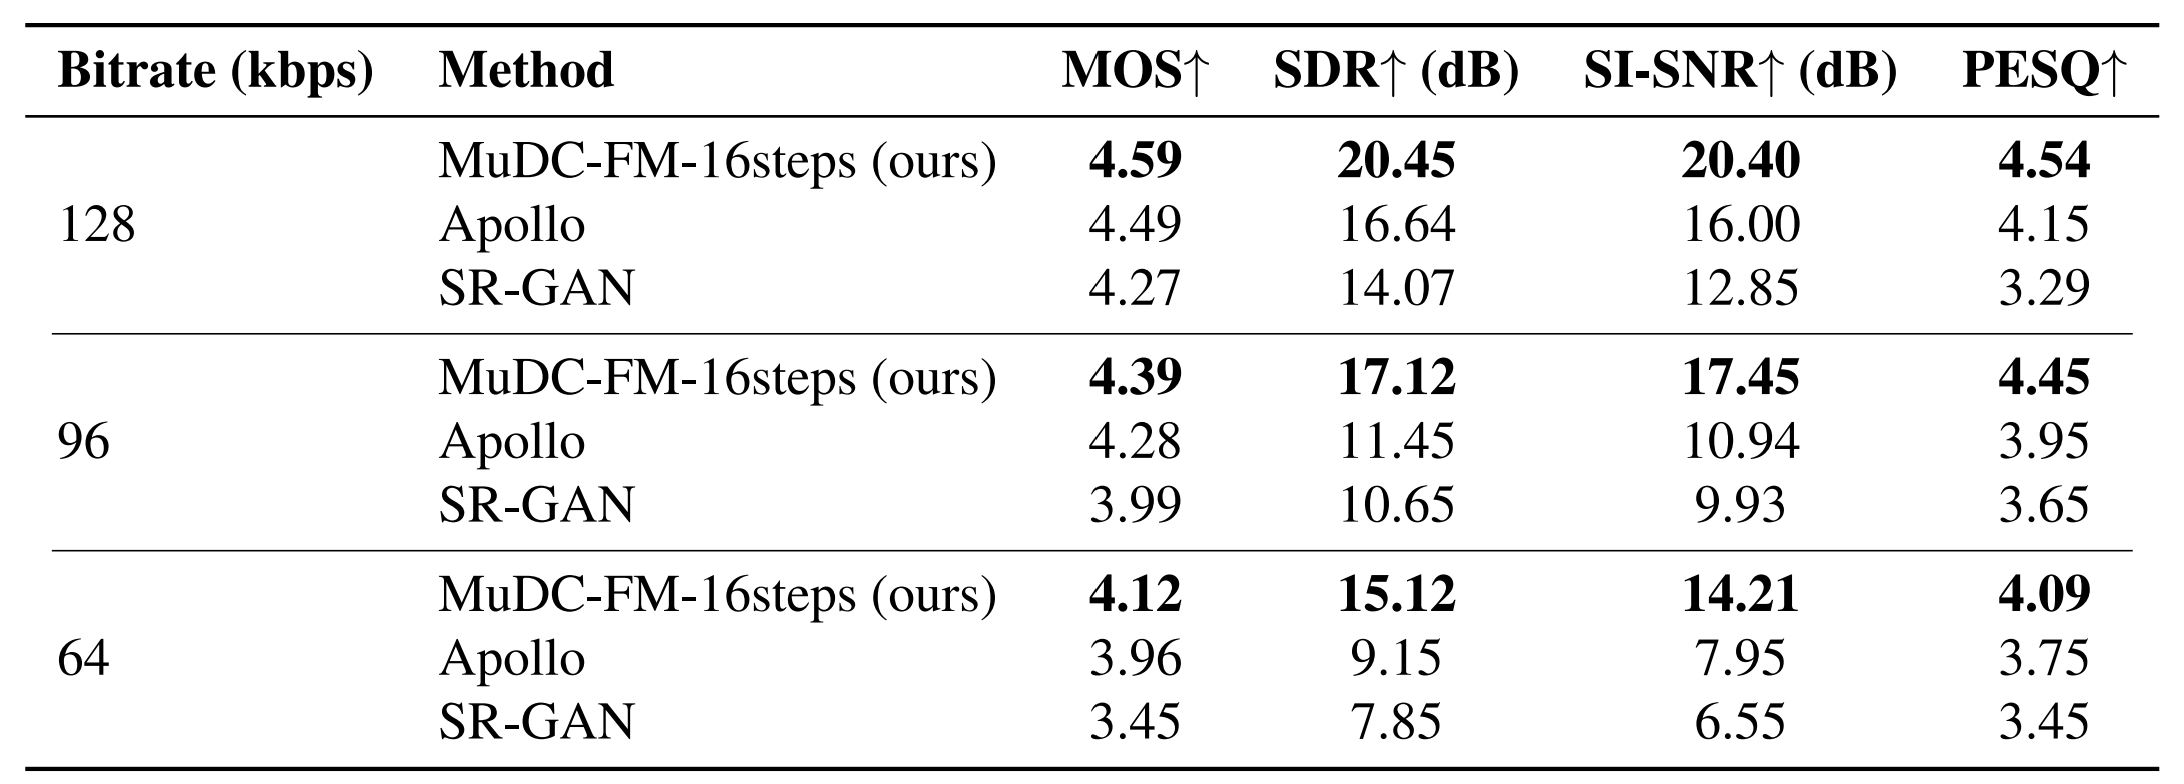 Bitrate (kbps) Method MOS↑ SDR↑ (dB) SI-SNR↑ (dB) PESQ↑
MuDC-FM-16steps (ours) 4.59 20.45 20.40 4.54
128 Apollo 4.49 16.64 16.00 4.15
SR-GAN 4.27 14.07 12.85 3.29
MuDC-FM-16steps (ours) 4.39 17.12 17.45 4.45
96 Apollo 4.28 11.45 10.94 3.95
SR-GAN 3.99 10.65 9.93 3.65
MuDC-FM-16steps (ours) 4.12 15.12 14.21 4.09
64 Apollo 3.96 9.15 7.95 3.75
SR-GAN 3.45 7.85 6.55 3.45